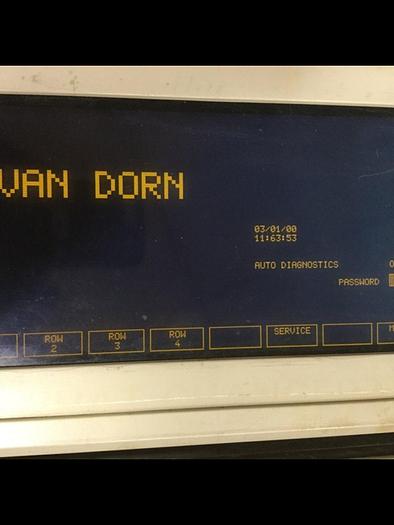 VAN DORN
03/01/00
11:63:53
AUTO DIAGNOSTICS
PASSWORD
ROW
2
ROW
3
ROW
4
SERVICE